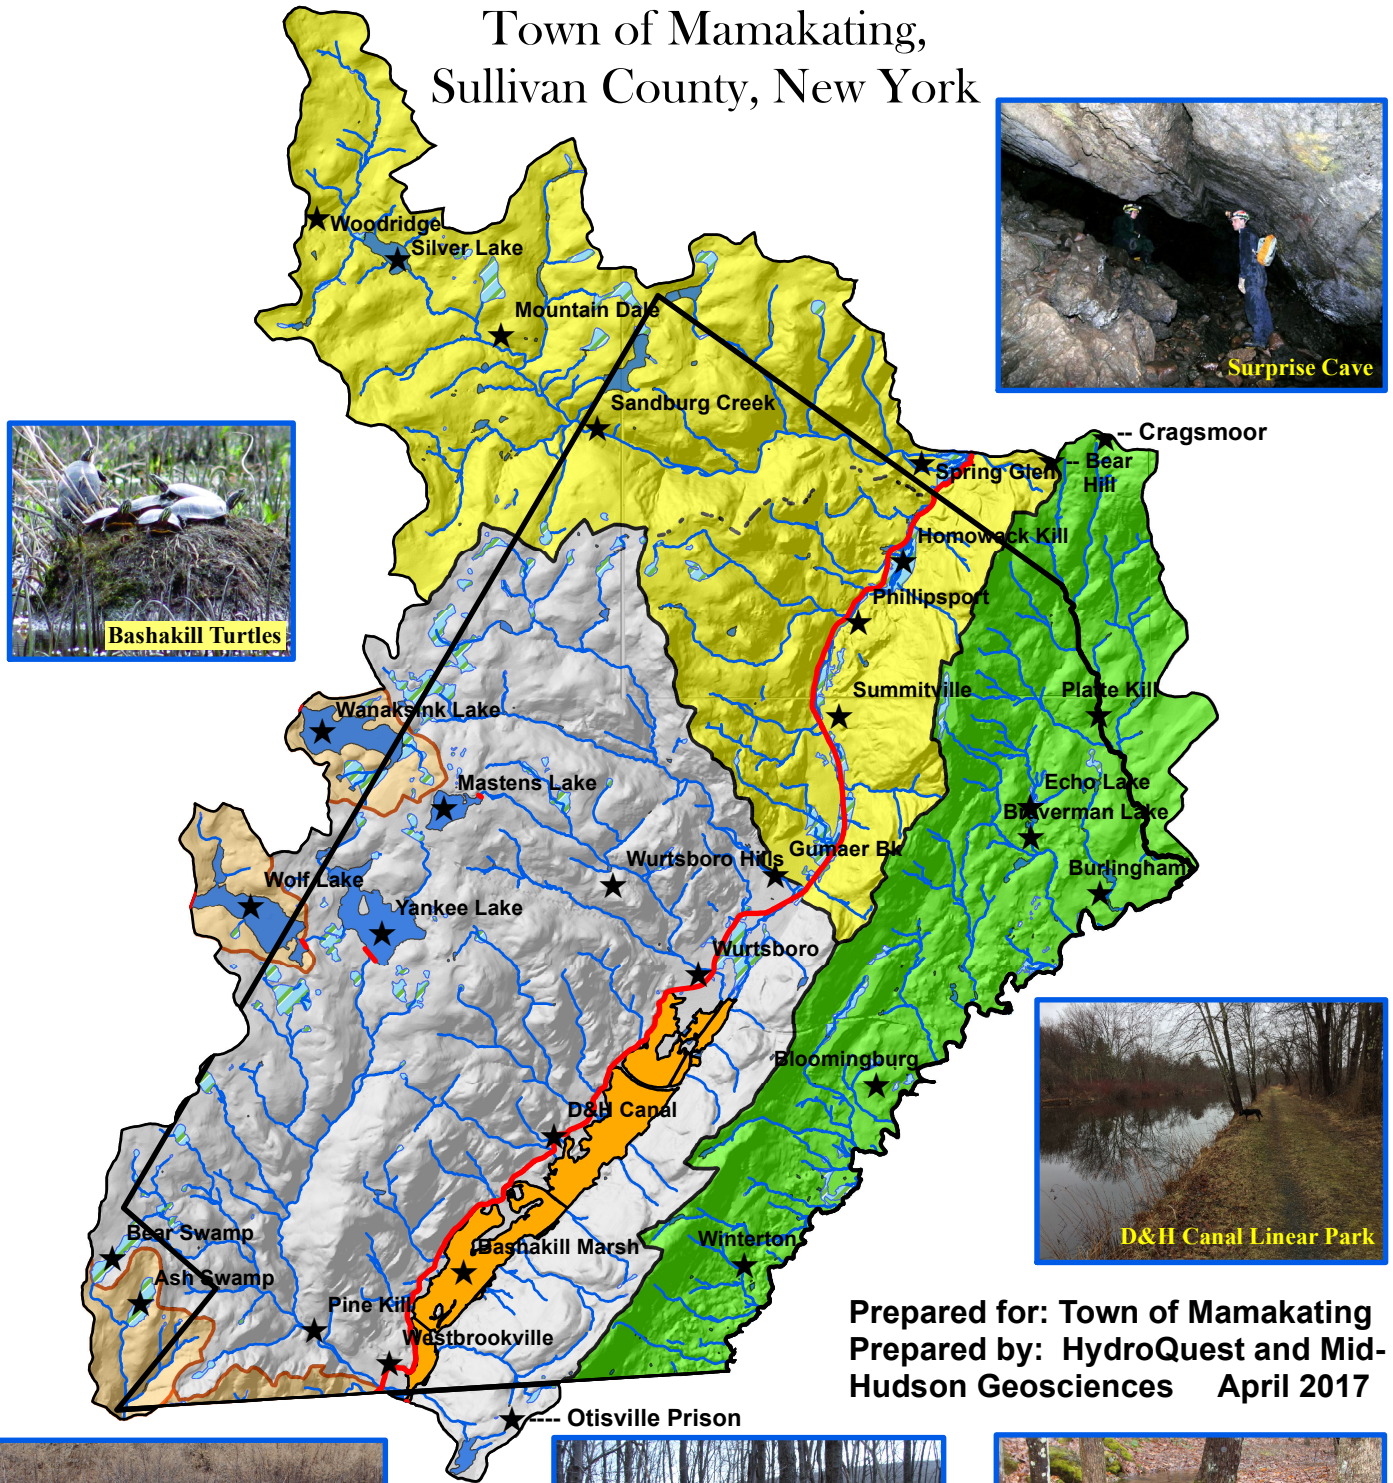 Town of Mamakating,
Sullivan County, New York
Surprise Cave
Woodridge
Silver Lake
Mountain Dale
Sandburg Creek
-- Cragsmoor
Spring Glen
-- Bear
Hill
Bashakill Turtles
Homowack Kill
Phillipsport
Summitville
Platte Kill
Wanaksink Lake
Mastens Lake
Echo Lake
Braverman Lake
Wurtsboro Hills
Gumaer Bk
Burlingham
Wolf Lake
Yankee Lake
Wurtsboro
Bloomingburg
D&H Canal
D&H Canal Linear Park
Bear Swamp
Bashakill Marsh
Winterton
Ash Swamp
Pine Kill
Westbrookville
Prepared for: Town of Mamakating
Prepared by: HydroQuest and Mid-
Hudson Geosciences April 2017
---- Otisville Prison